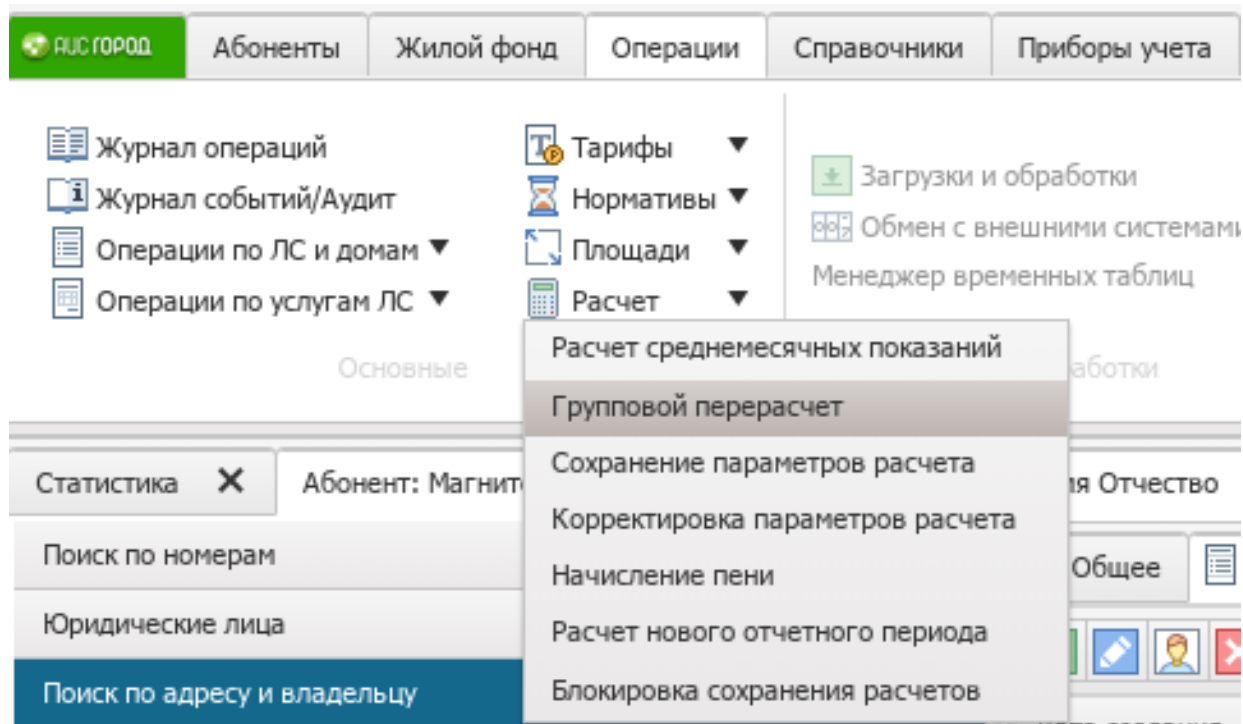 АИС ГОРОД Абоненты Жилой фонд Операции Справочники Приборы учета
Журнал операций
Журнал событий/Аудит
Операции по ЛС и домам
Операции по услугам ЛС
Основные
Тарифы
Нормативы
Площади
Расчет
Загрузки и обработки
Обмен с внешними системами
Менеджер временных таблиц
аботки
Расчет среднемесячных показаний
Групповой перерасчет
Сохранение параметров расчета
Корректировка параметров расчета
Начисление пени
Расчет нового отчетного периода
Блокировка сохранения расчетов
Статистика Абонент: Магнит ия Отчество
Поиск по номерам
Юридические лица
Поиск по адресу и владельцу
Общее